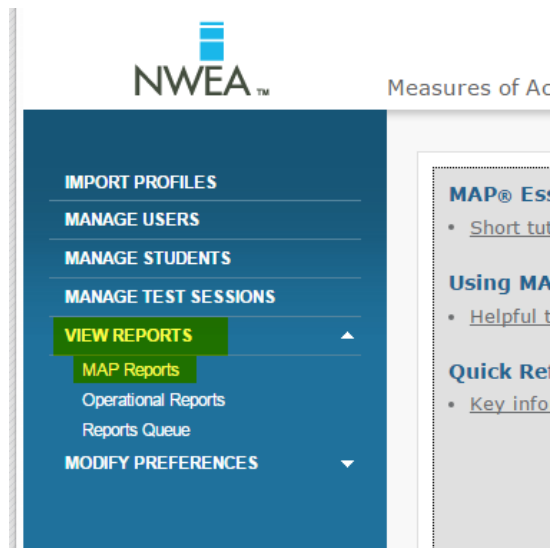 NWEA™
Measures of Ac
IMPORT PROFILES
MANAGE USERS
MANAGE STUDENTS
MANAGE TEST SESSIONS
VIEW REPORTS
MAP Reports
Operational Reports
Reports Queue
MODIFY PREFERENCES
MAP® Ess
• Short tut
Using MA
• Helpful t
Quick Ref
• Key info